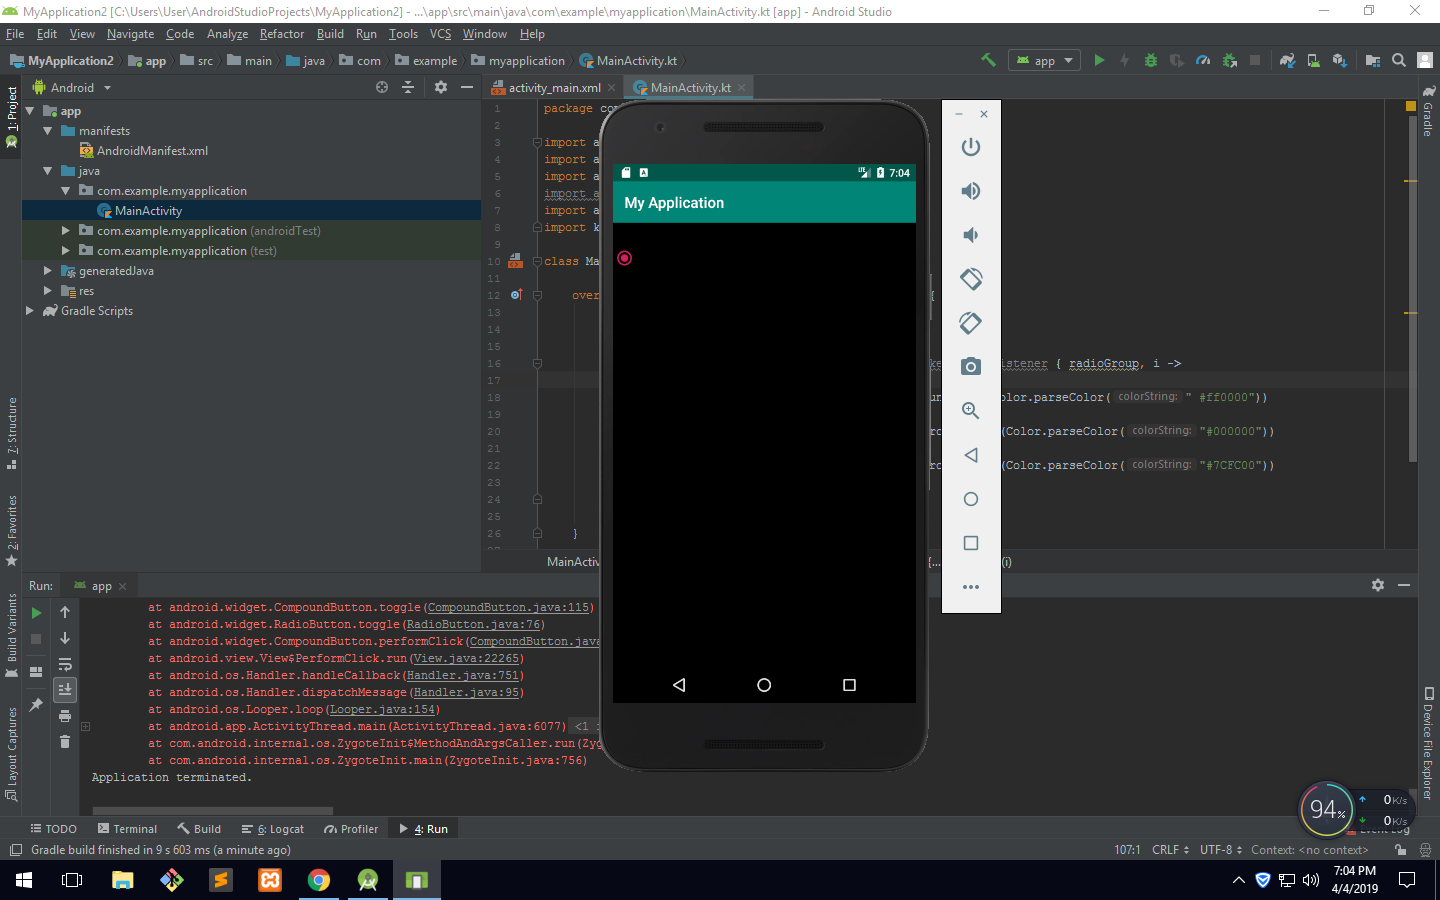 MyApplication2 [C:\Users\User\AndroidStudioProjects\MyApplication2] - ...\app\src\main\java\com\example\myapplication\MainActivity.kt [app] - Android Studio
File Edit View Navigate Code Analyze Refactor Build Run Tools VCS Window Help
MyApplication2 app src main java com example myapplication MainActivity.kt app
Android activity_main.xml MainActivity.kt
1: Project
7: Structure
2: Favorites
Build Variants
Layout Captures
Gradle
Device File Explorer
app
manifests
AndroidManifest.xml
java
com.example.myapplication
MainActivity
com.example.myapplication (androidTest)
com.example.myapplication (test)
generatedJava
res
Gradle Scripts
1 package co
2
3 import a
4 import a
5 import a
6 import a
7 import a
8 import k
9
10 class Ma
11
12 over {
13
14
15
16 istener { radioGroup, i ->
17
18 olor.parseColor( colorString: " #ff0000"))
19
20 (Color.parseColor( colorString: "#000000"))
21
22 (Color.parseColor( colorString: "#7CFC00"))
23
24
25
26 }
MainActiv {... (i)
7:04
My Application
Run: app
at android.widget.CompoundButton.toggle(CompoundButton.java:115)
at android.widget.RadioButton.toggle(RadioButton.java:76)
at android.widget.CompoundButton.performClick(CompoundButton.java
at android.view.View$PerformClick.run(View.java:22265)
at android.os.Handler.handleCallback(Handler.java:751)
at android.os.Handler.dispatchMessage(Handler.java:95)
at android.os.Looper.loop(Looper.java:154)
at android.app.ActivityThread.main(ActivityThread.java:6077) <1 i
at com.android.internal.os.ZygoteInit$MethodAndArgsCaller.run(Zyg
at com.android.internal.os.ZygoteInit.main(ZygoteInit.java:756)
Application terminated.
94% 0K/s
0K/s
TODO Terminal Build 6: Logcat Profiler 4: Run Event Log
Gradle build finished in 9 s 603 ms (a minute ago) 107:1 CRLF UTF-8 Context: <no context>
7:04 PM
4/4/2019